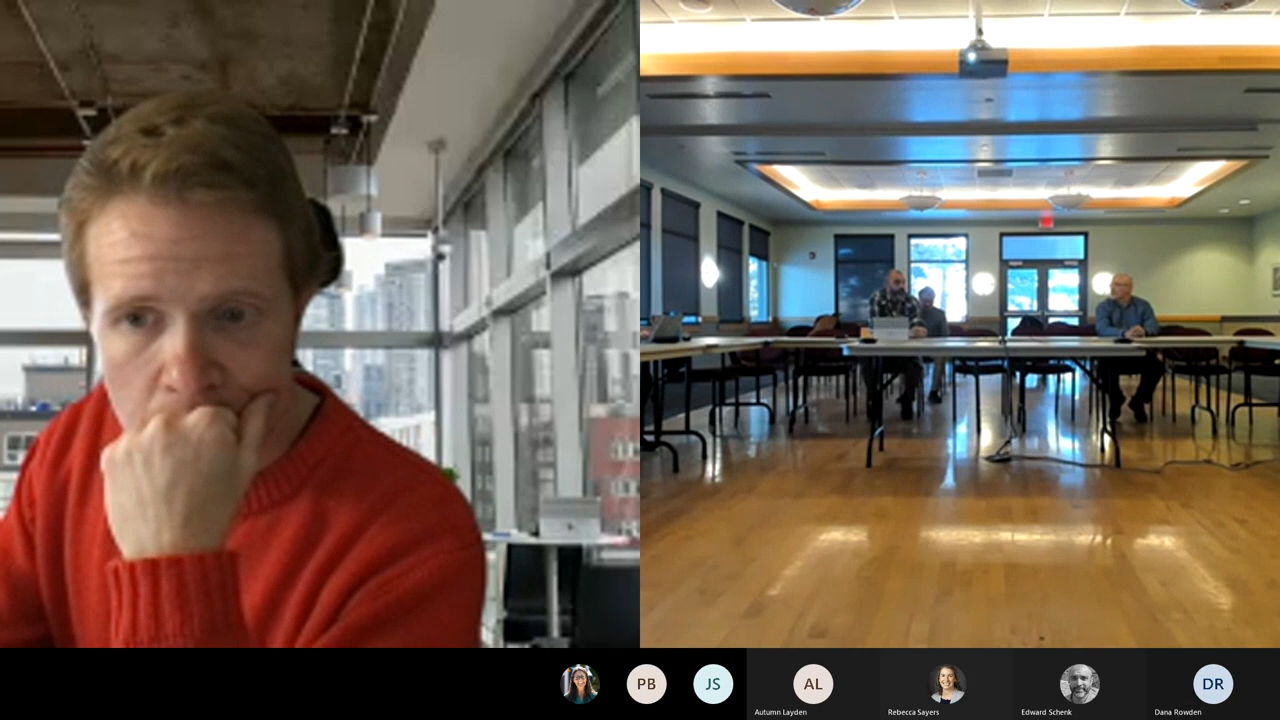 PB
JS
AL
DR
Autumn Layden
Rebecca Sayers
Edward Schenk
Dana Rowden